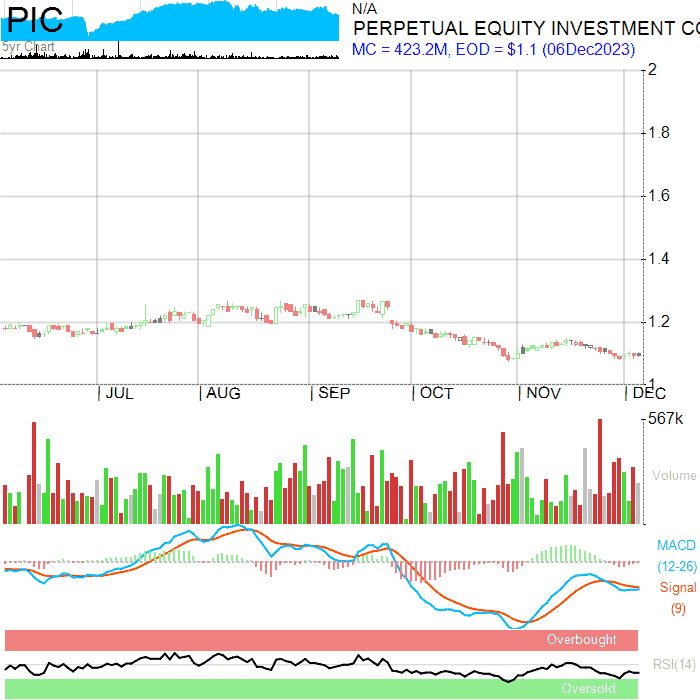 PIC
5yr Chart
N/A
PERPETUAL EQUITY INVESTMENT CO
MC = 423.2M, EOD = $1.1 (06Dec2023)
2
1.8
1.6
1.4
1.2
1
JUL AUG SEP OCT NOV DEC
567k
Volume
MACD
(12-26)
Signal
(9)
Overbought
RSI(14)
Oversold